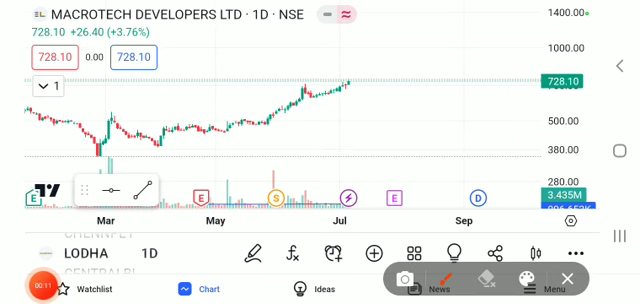 MACROTECH DEVELOPERS LTD · 1D · NSE
728.10 +26.40 (+3.76%)
728.10 0.00 728.10
1
1400.00
1000.00
728.10
500.00
380.00
280.00
3.435M
E E S E D
Mar May Jul Sep
LODHA 1D
00:11
Watchlist Chart Ideas News Menu